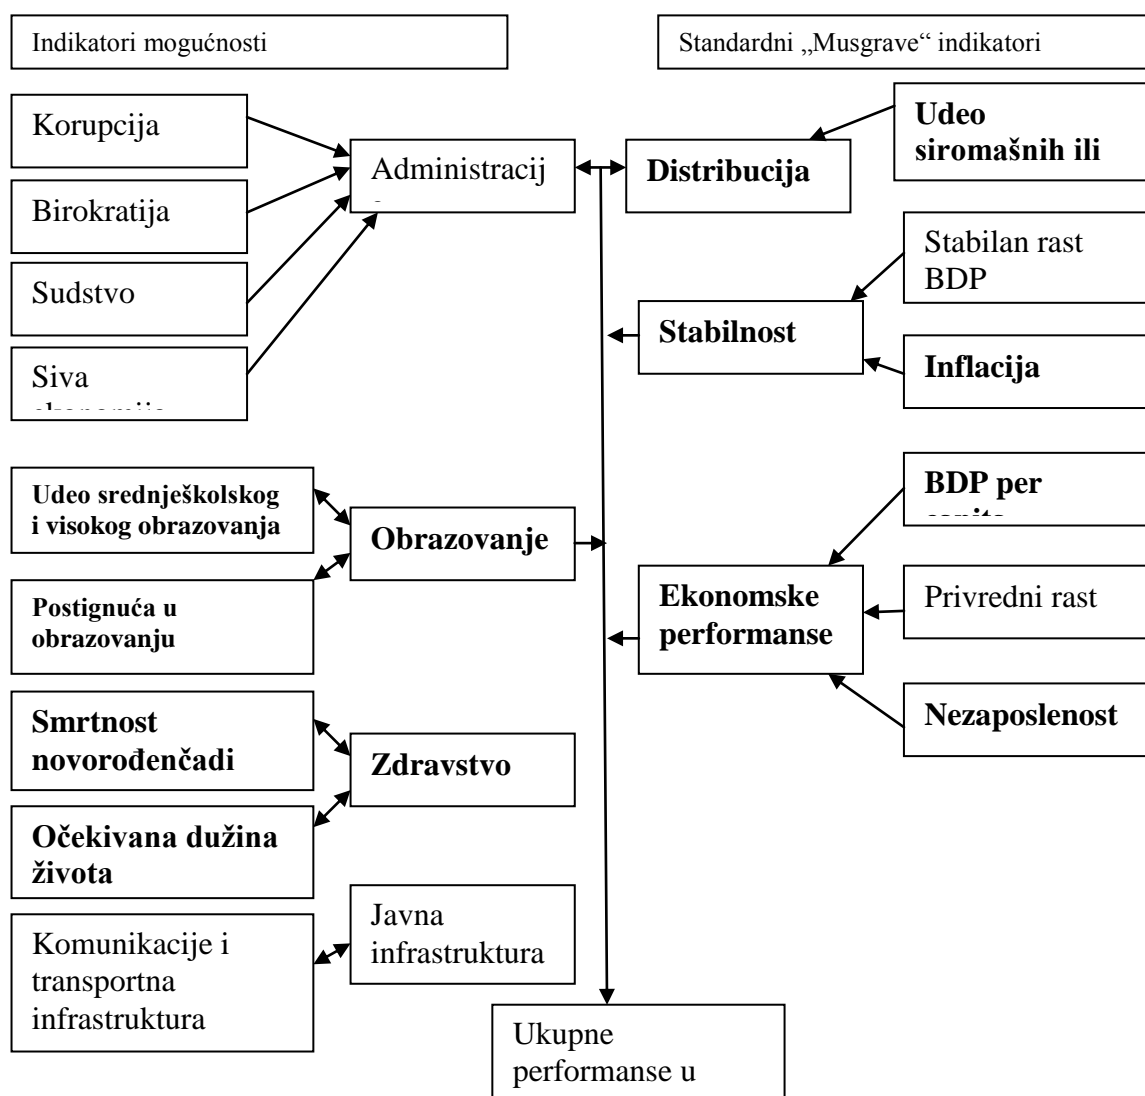 Indikatori mogućnosti
Standardni „Musgrave“ indikatori
Korupcija
Birokratija
Sudstvo
Siva
Administracij
Distribucija
Udeo
siromašnih ili
Stabilan rast
BDP
Stabilnost
Inflacija
Udeo srednješkolskog
i visokog obrazovanja
Postignuća u
obrazovanju
Obrazovanje
BDP per
Ekonomske
performanse
Privredni rast
Nezaposlenost
Smrtnost
novorođenčadi
Očekivana dužina
života
Zdravstvo
Komunikacije i
transportna
infrastruktura
Javna
infrastruktura
Ukupne
performanse u